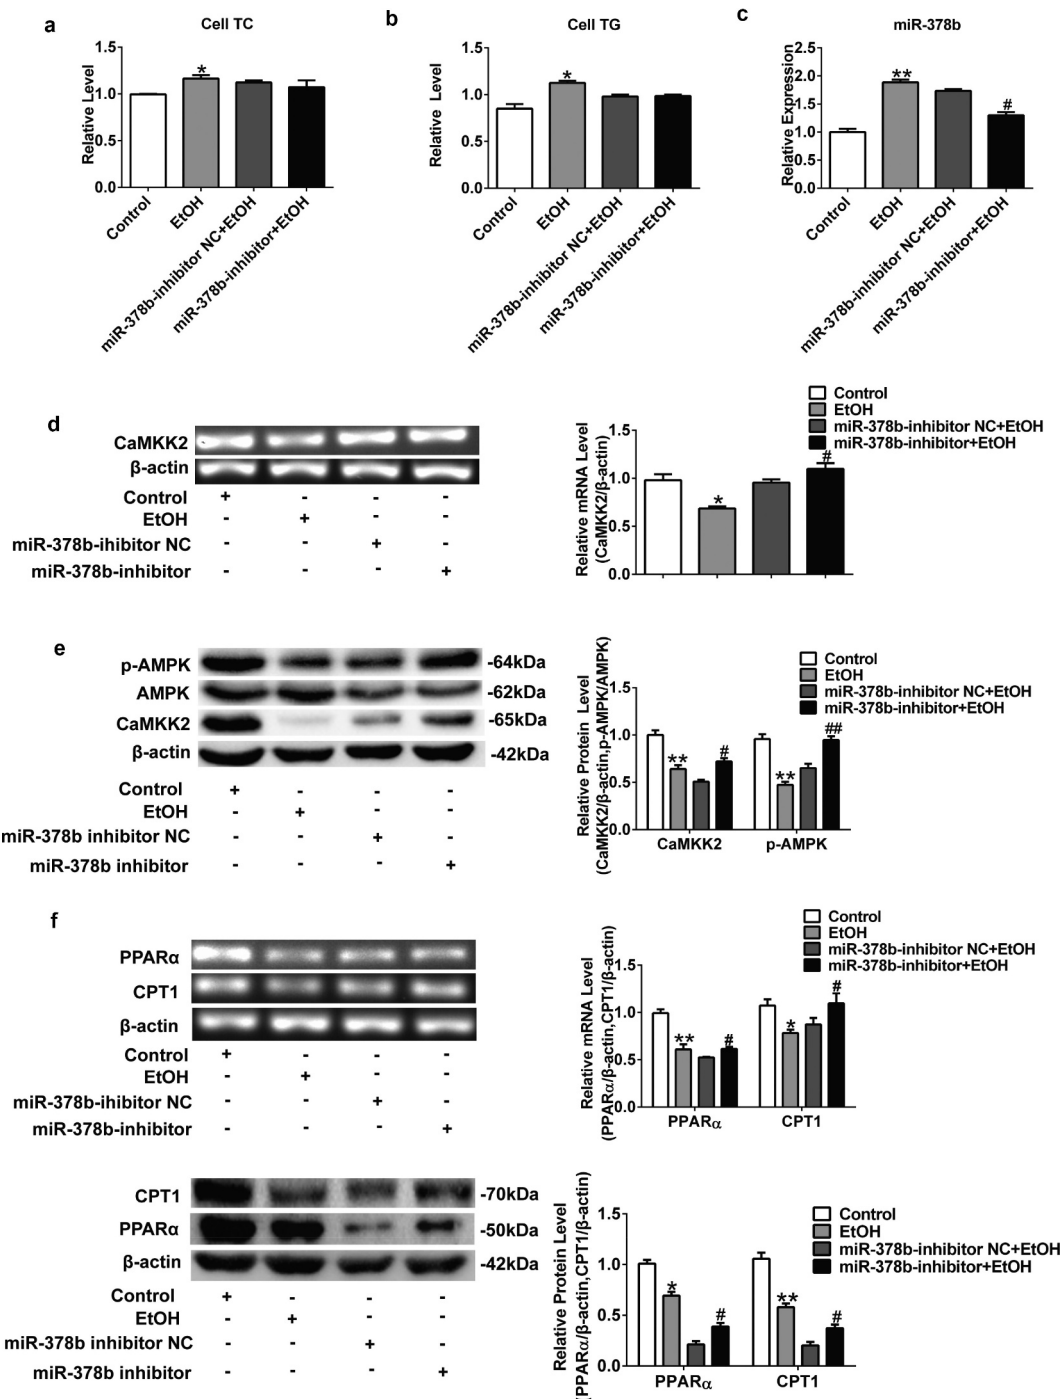 a
Cell TC
Relative Level
1.5
1.0
0.5
0.0
*
Control
EtOH
miR-378b-inhibitor NC+EtOH
miR-378b-inhibitor+EtOH
b
Cell TG
Relative Level
1.5
1.0
0.5
0.0
*
Control
EtOH
miR-378b-inhibitor NC+EtOH
miR-378b-inhibitor+EtOH
c
miR-378b
Relative Expression
2.5
2.0
1.5
1.0
0.5
0.0
**
#
Control
EtOH
miR-378b-inhibitor NC+EtOH
miR-378b-inhibitor+EtOH
d
CaMKK2
β-actin
Control + - - -
EtOH - + - -
miR-378b-ihibitor NC - - + -
miR-378b-inhibitor - - - +
Control
EtOH
miR-378b-inhibitor NC+EtOH
miR-378b-inhibitor+EtOH
Relative mRNA Level
(CaMKK2/β-actin)
1.5
1.0
0.5
0.0
*
#
e
p-AMPK -64kDa
AMPK -62kDa
CaMKK2 -65kDa
β-actin -42kDa
Control + - - -
EtOH - + - -
miR-378b inhibitor NC - - + -
miR-378b inhibitor - - - +
Control
EtOH
miR-378b-inhibitor NC+EtOH
miR-378b-inhibitor+EtOH
Relative Protein Level
(CaMKK2/β-actin,p-AMPK/AMPK)
1.5
1.0
0.5
0.0
** # ** ##
CaMKK2 p-AMPK
f
PPARα
CPT1
β-actin
Control + - - -
EtOH - + - -
miR-378b-ihibitor NC - - + -
miR-378b-inhibitor - - - +
Control
EtOH
miR-378b-inhibitor NC+EtOH
miR-378b-inhibitor+EtOH
Relative mRNA Level
(PPARα/β-actin,CPT1/β-actin)
1.5
1.0
0.5
0.0
** # * #
PPARα CPT1
CPT1 -70kDa
PPARα -50kDa
β-actin -42kDa
Control + - - -
EtOH - + - -
miR-378b inhibitor NC - - + -
miR-378b inhibitor - - - +
Control
EtOH
miR-378b-inhibitor NC+EtOH
miR-378b-inhibitor+EtOH
Relative Protein Level
(PPARα/β-actin,CPT1/β-actin)
1.5
1.0
0.5
0.0
* # ** #
PPARα CPT1